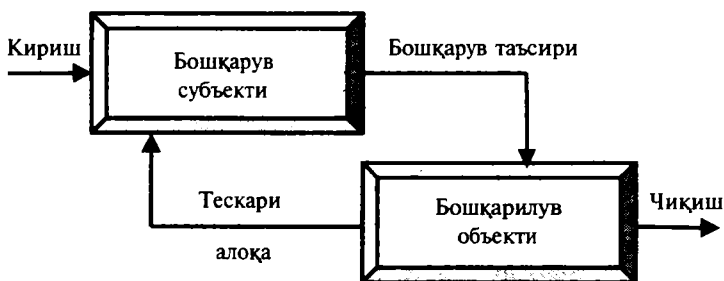 Кириш
Бошқарув
субъекти
Бошқарув таъсири
Тескари
алоқа
Бошқарилув
объекти
Чиқиш